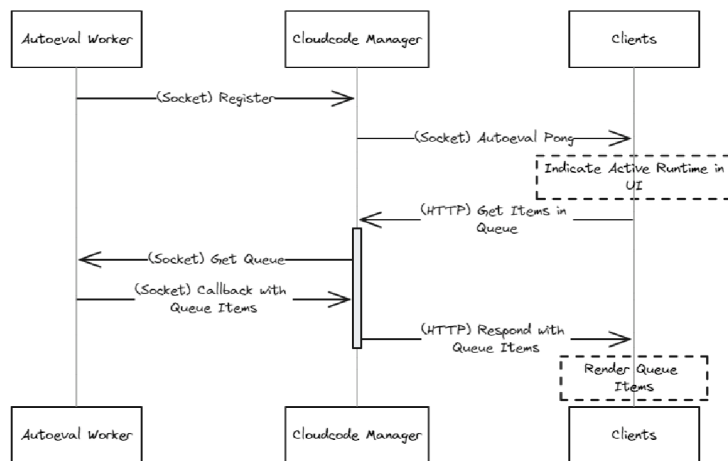 Autoeval Worker
Cloudcode Manager
Clients
(Socket) Register
(Socket) Autoeval Pong
Indicate Active Runtime in
UI
(HTTP) Get Items in
Queue
(Socket) Get Queue
(Socket) Callback with
Queue Items
(HTTP) Respond with
Queue Items
Render Queue
Items
Autoeval Worker
Cloudcode Manager
Clients